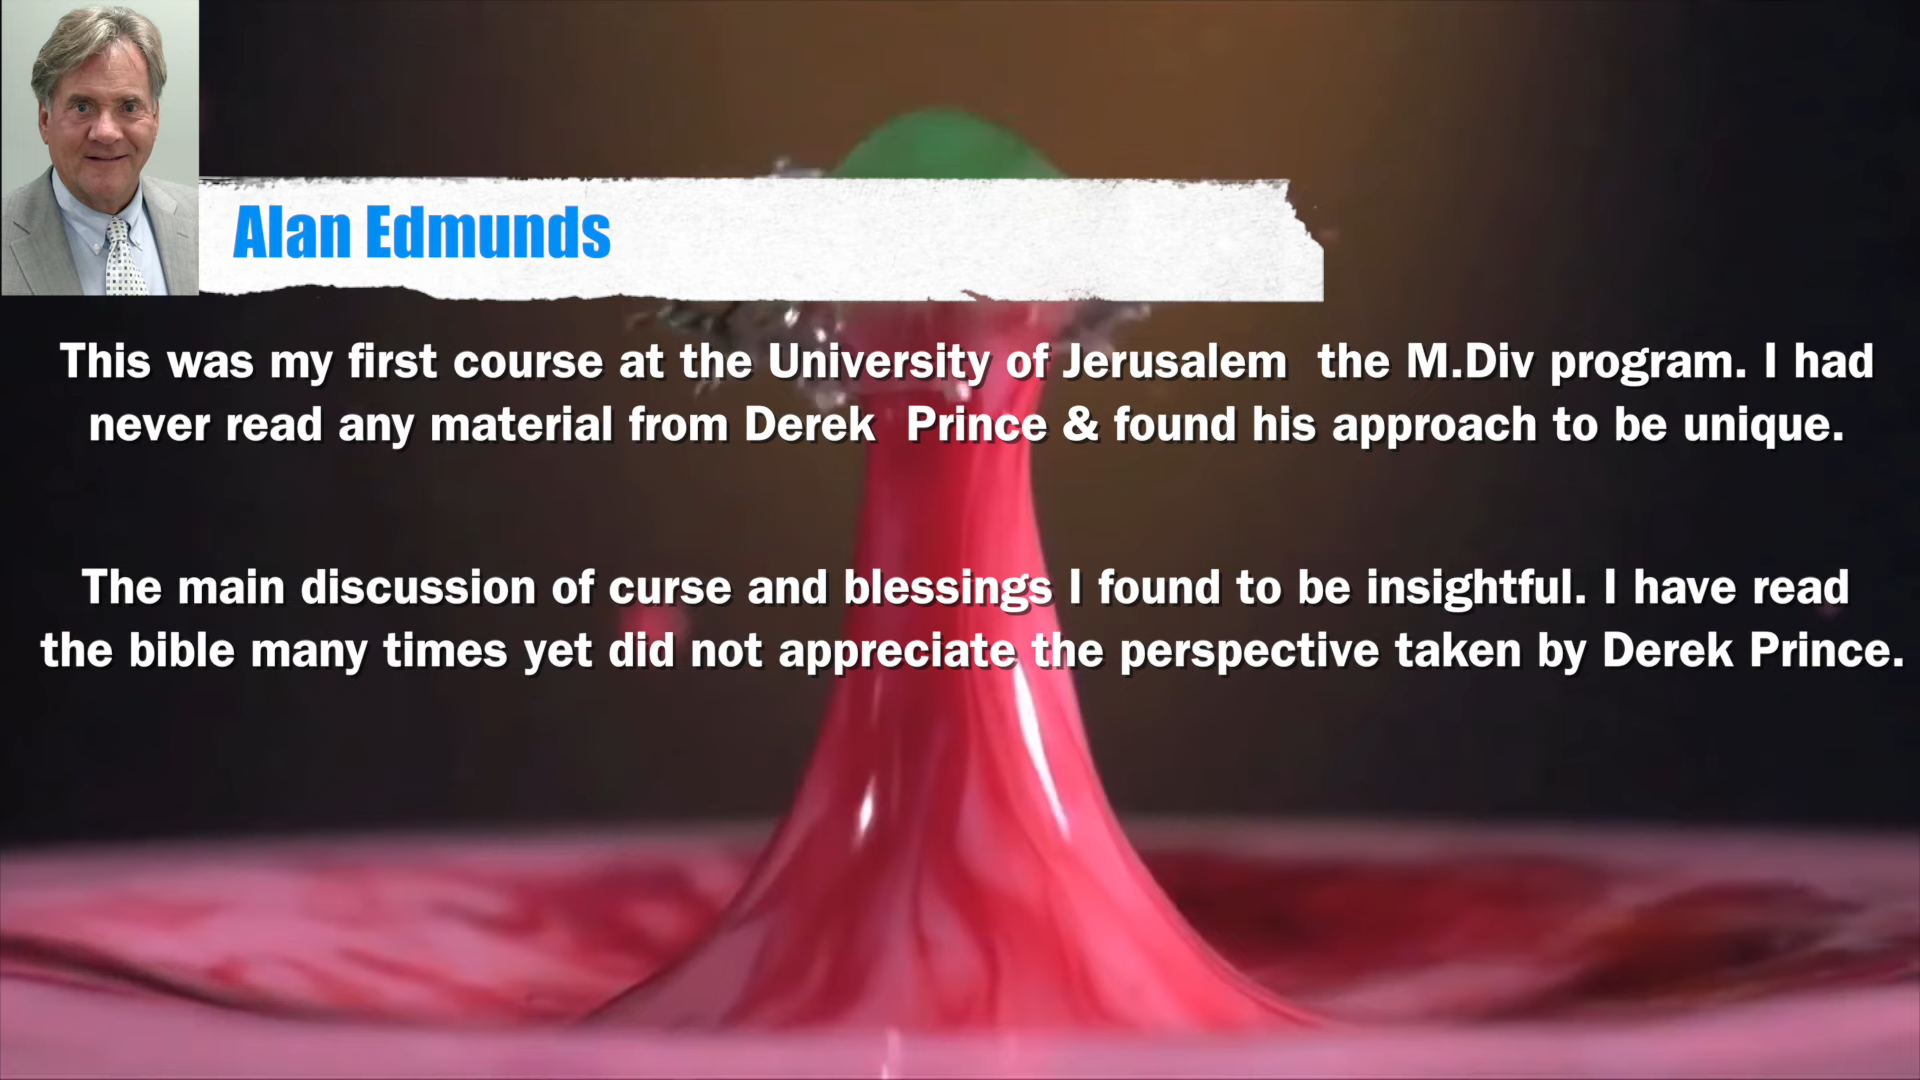 Alan Edmunds
This was my first course at the University of Jerusalem  the M.Div program. I had
never read any material from Derek  Prince & found his approach to be unique.
The main discussion of curse and blessings I found to be insightful. I have read
the bible many times yet did not appreciate the perspective taken by Derek Prince.